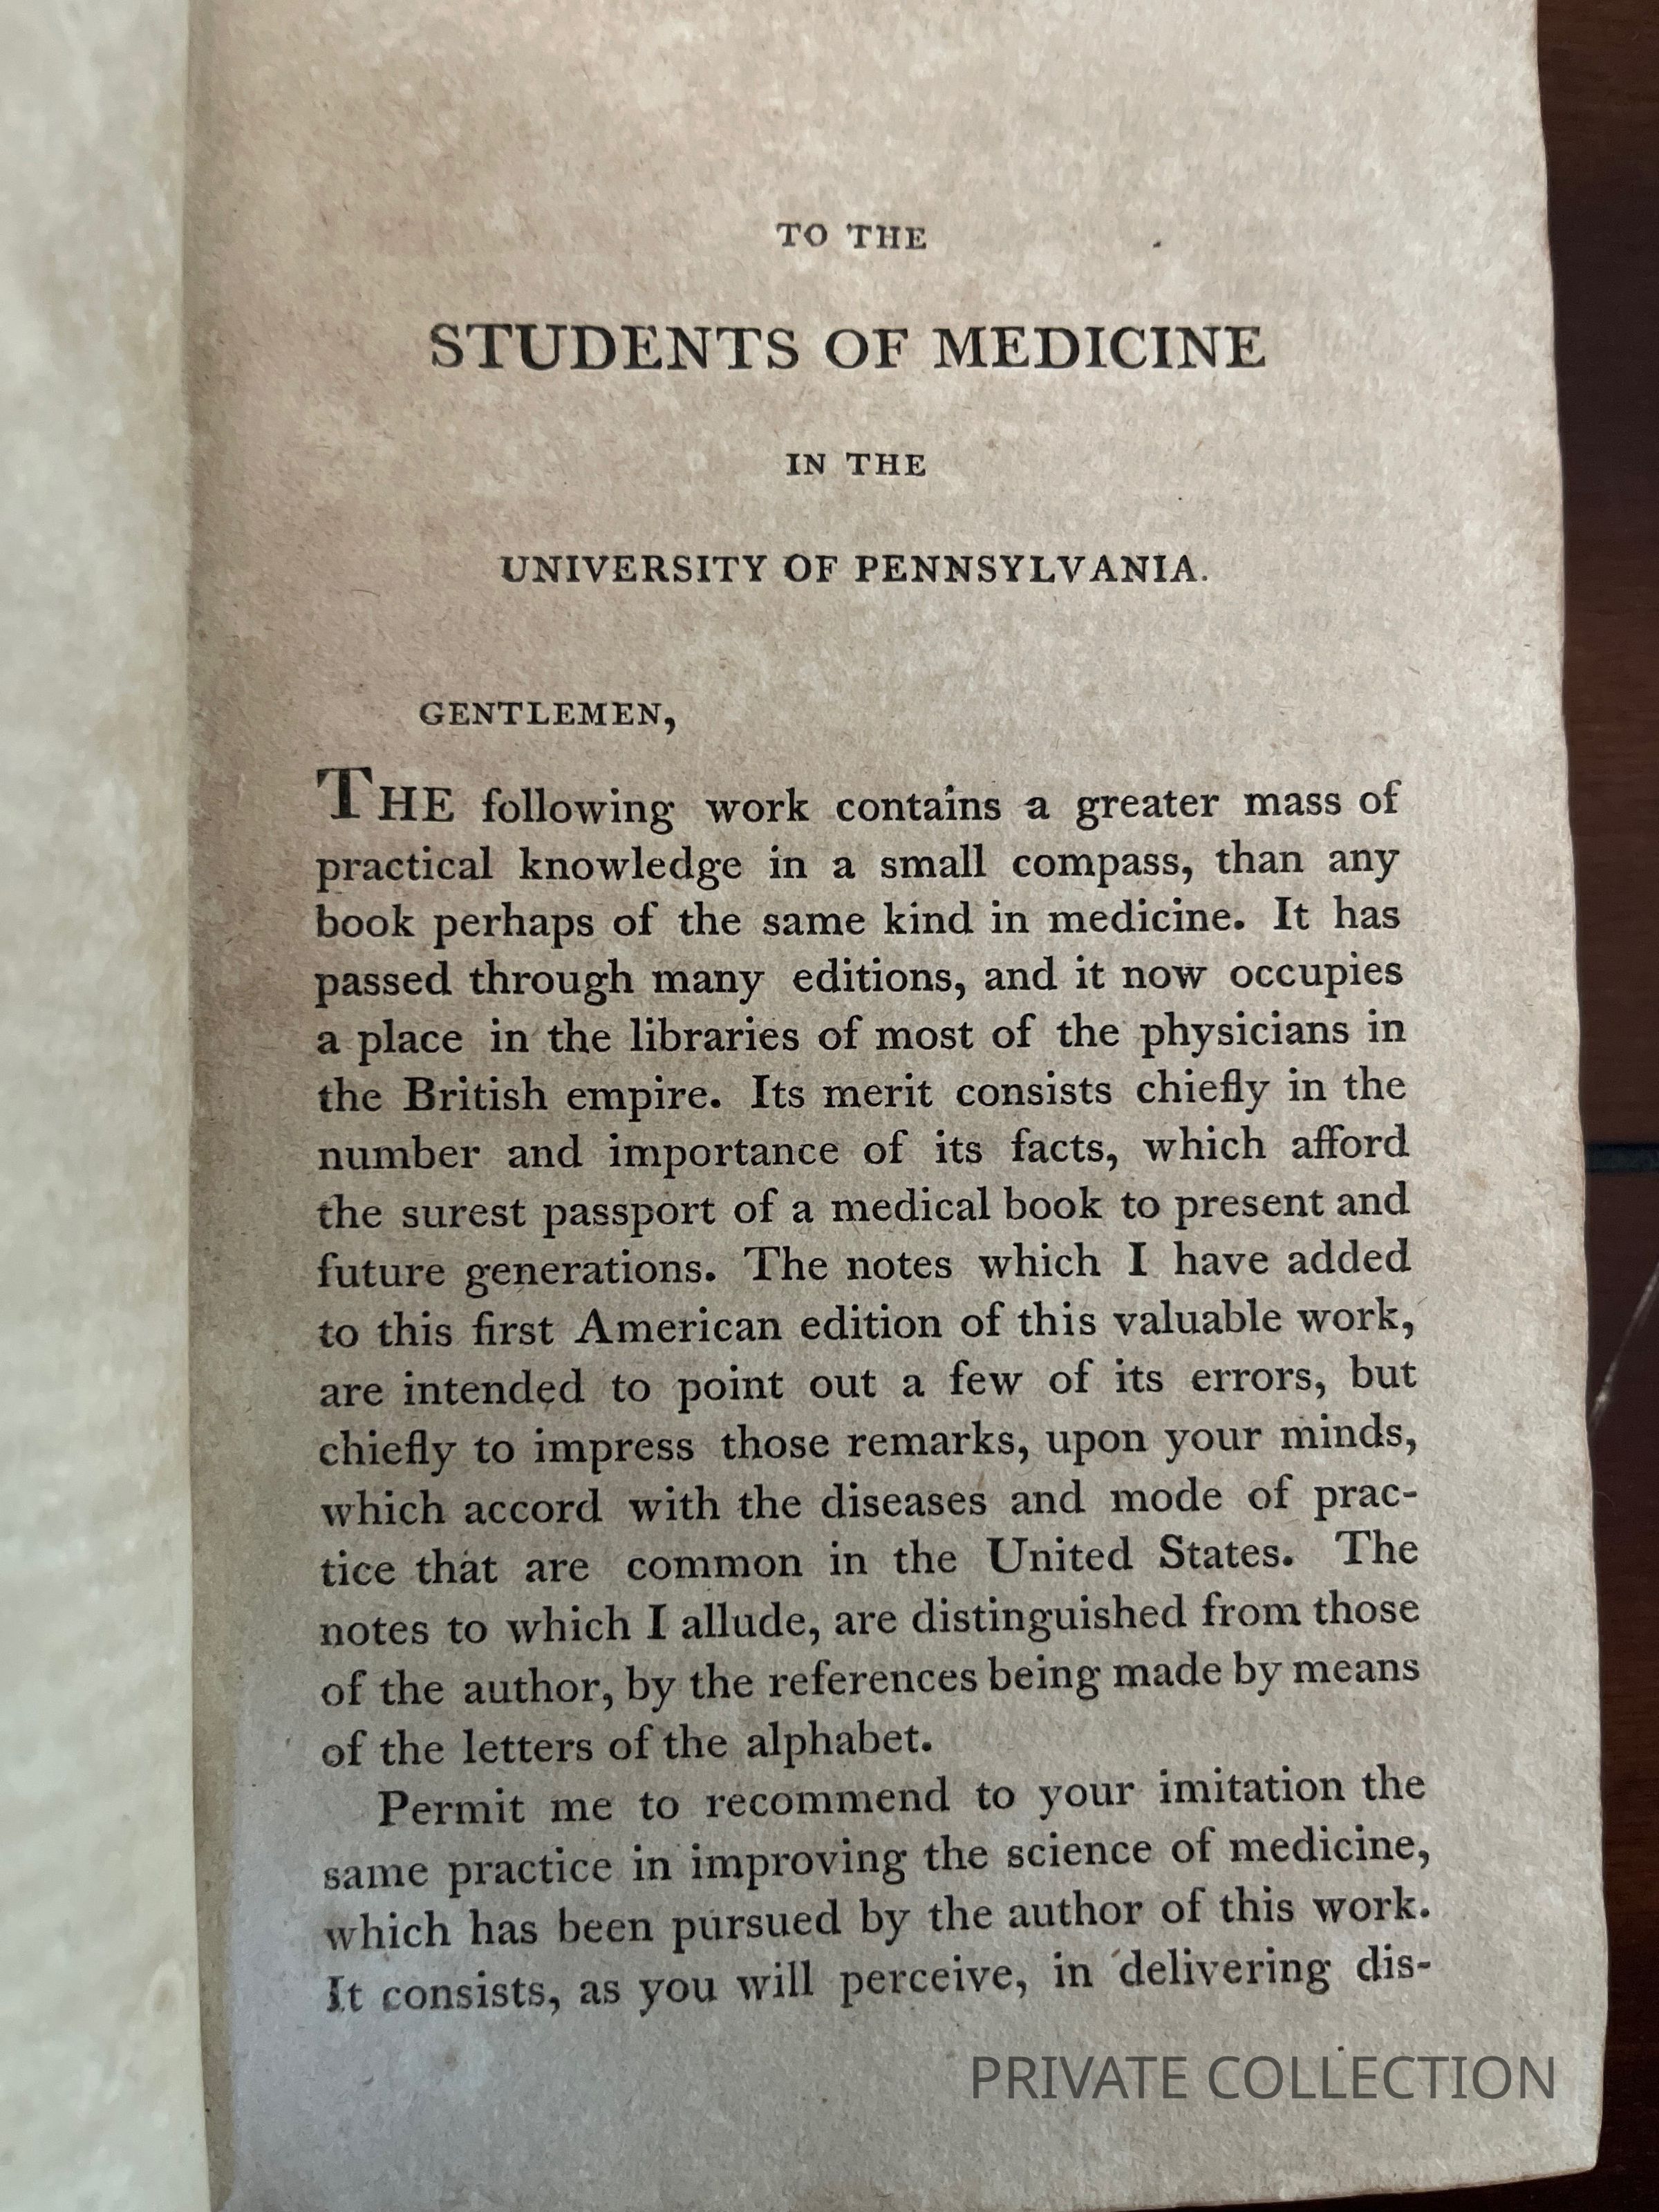 TO THE
STUDENTS OF MEDICINE
IN THE
UNIVERSITY OF PENNSYLVANIA.
GENTLEMEN,
THE following work contains a greater mass of
practical knowledge in a small compass, than any
book perhaps of the same kind in medicine. It has
passed through many editions, and it now occupies
a place in the libraries of most of the physicians in
the British empire. Its merit consists chiefly in the
number and importance of its facts, which afford
the surest passport of a medical book to present and
future generations. The notes which I have added
to this first American edition of this valuable work,
are intended to point out a few of its errors, but
chiefly to impress those remarks, upon your minds,
which accord with the diseases and mode of prac-
tice that are common in the United States. The
notes to which I allude, are distinguished from those
of the author, by the references being made by means
of the letters of the alphabet.
Permit me to recommend to your imitation the
same practice in improving the science of medicine,
which has been pursued by the author of this work.
It consists, as you will perceive, in delivering dis-
PRIVATE COLLECTION